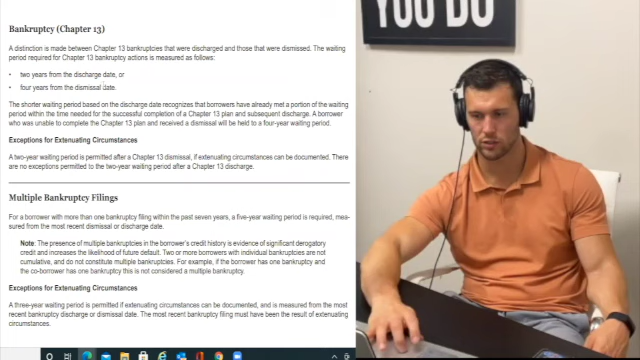 YOU DO
Bankruptcy (Chapter 13)
A distinction is made between Chapter 13 bankruptcies that were discharged and those that were dismissed. The waiting
period required for Chapter 13 bankruptcy actions is measured as follows:
• two years from the discharge date, or
• four years from the dismissal date.
The shorter waiting period based on the discharge date recognizes that borrowers have already met a portion of the waiting
period within the time needed for the successful completion of a Chapter 13 plan and subsequent discharge. A borrower
who was unable to complete the Chapter 13 plan and received a dismissal will be held to a four-year waiting period.
Exceptions for Extenuating Circumstances
A two-year waiting period is permitted after a Chapter 13 dismissal, if extenuating circumstances can be documented. There
are no exceptions permitted to the two-year waiting period after a Chapter 13 discharge.
Multiple Bankruptcy Filings
For a borrower with more than one bankruptcy filing within the past seven years, a five-year waiting period is required, mea-
sured from the most recent dismissal or discharge date.
Note: The presence of multiple bankruptcies in the borrower's credit history is evidence of significant derogatory
credit and increases the likelihood of future default. Two or more borrowers with individual bankruptcies are not
cumulative, and do not constitute multiple bankruptcies. For example, if the borrower has one bankruptcy and
the co-borrower has one bankruptcy this is not considered a multiple bankruptcy.
Exceptions for Extenuating Circumstances
A three-year waiting period is permitted if extenuating circumstances can be documented, and is measured from the most
recent bankruptcy discharge or dismissal date. The most recent bankruptcy filing must have been the result of extenuating
circumstances.